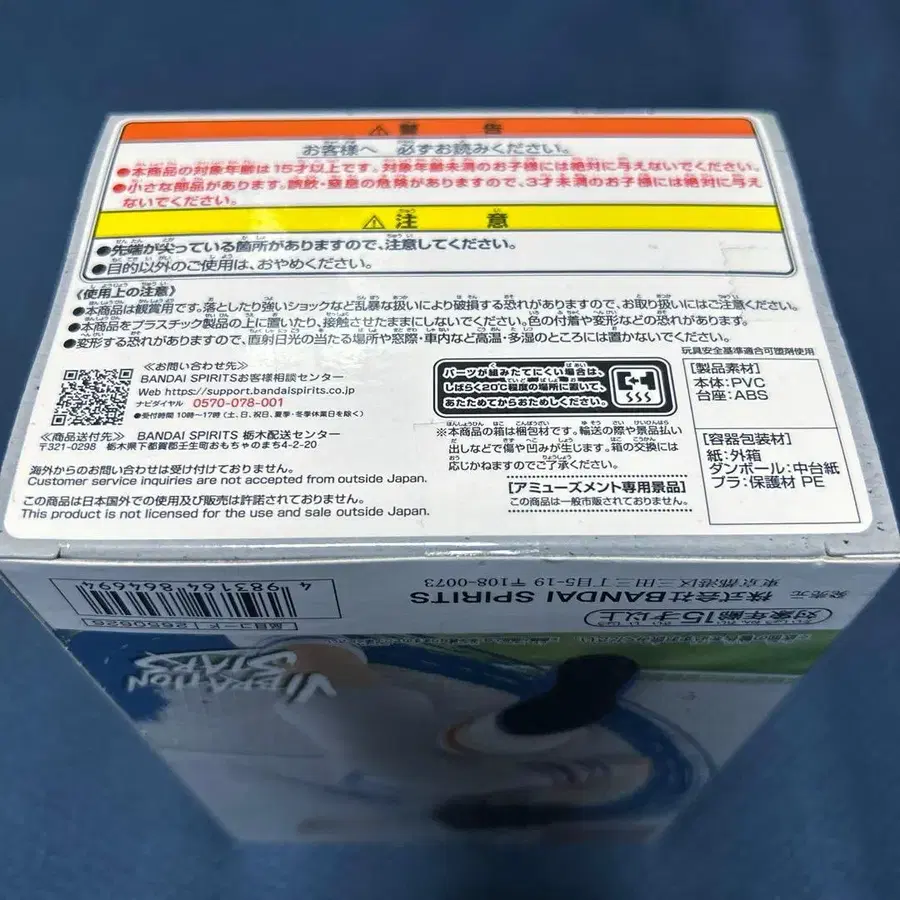 ⚠警告
お客様へ 必ずお読みください。
●本商品の対象年齢は15才以上です。対象年齢未満のお子様には絶対に与えないでください。
●小さな部品があります。誤飲・窒息の危険がありますので、3才未満のお子様には絶対に与え
ないでください。
⚠注意
●先端が尖っている箇所がありますので、注意してください。
●目的以外のご使用は、おやめください。
《使用上の注意》
●本商品は観賞用です。落としたり強いショックなど乱暴な扱いにより破損する恐れがありますので、お取り扱いにはご注意ください。
●本商品をプラスチック製品の上に置いたり、接触させたままにしないでください。色の付着や変形などの恐れがあります。
●変形する恐れがありますので、直射日光の当たる場所や窓際・車内など高温・多湿のところには置かないでください。
玩具安全基準適合可塑剤使用
≪お問い合わせ先≫
BANDAI SPIRITSお客様相談センター
Web https://support.bandaispirits.co.jp
ナビダイヤル 0570-078-001
●受付時間 10時〜17時(土、日、祝日、夏季・冬季休業日を除く)
≪商品送付先≫ BANDAI SPIRITS 栃木配送センター
〒321-0298 栃木県下都賀郡壬生町おもちゃのまち4-2-20
海外からのお問い合わせは受け付けておりません。
Customer service inquiries are not accepted from outside Japan.
この商品は日本国外での使用及び販売は許諾されておりません。
This product is not licensed for the use and sale outside Japan.
パーツが組みたてにくい場合は、
しばらく20℃程度の場所に置いて、
あたためてからおためしください。
※本商品の箱は梱包材です。輸送の際や景品払い
出しなどで傷や凹みが生じます。箱の交換には
応じかねますのでご了承ください。
[アミューズメント専用景品]
この商品は一般市販されておりません。
[製品素材]
本体:PVC
台座:ABS
[容器包装材]
紙:外箱
ダンボール:中台紙
プラ:保護材 PE
発売元 株式会社BANDAI SPIRITS 東京都港区三田三丁目5-19 〒108-0073
対象年齢15才以上
4 983164 864694
品目コード 2650626
VIBRATION
STARS